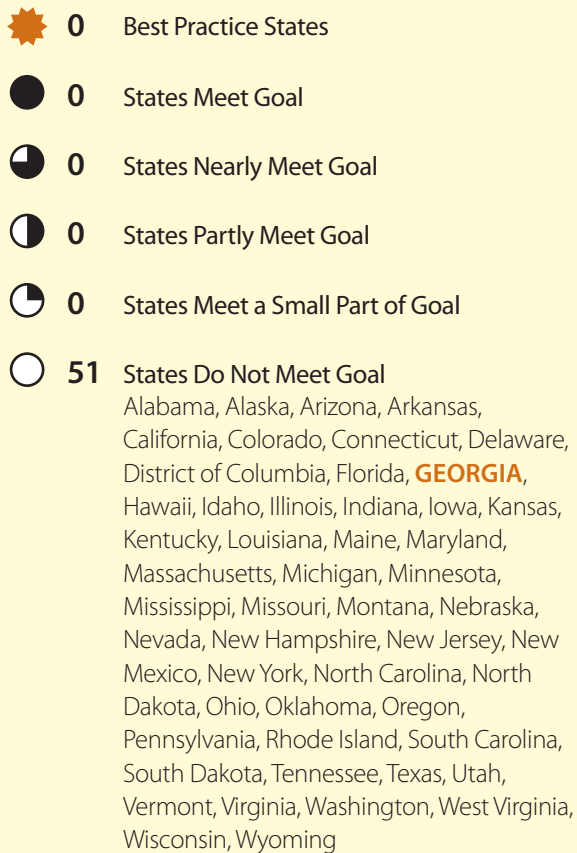 0 Best Practice States
0 States Meet Goal
0 States Nearly Meet Goal
0 States Partly Meet Goal
0 States Meet a Small Part of Goal
51 States Do Not Meet Goal
Alabama, Alaska, Arizona, Arkansas,
California, Colorado, Connecticut, Delaware,
District of Columbia, Florida, GEORGIA,
Hawaii, Idaho, Illinois, Indiana, Iowa, Kansas,
Kentucky, Louisiana, Maine, Maryland,
Massachusetts, Michigan, Minnesota,
Mississippi, Missouri, Montana, Nebraska,
Nevada, New Hampshire, New Jersey, New
Mexico, New York, North Carolina, North
Dakota, Ohio, Oklahoma, Oregon,
Pennsylvania, Rhode Island, South Carolina,
South Dakota, Tennessee, Texas, Utah,
Vermont, Virginia, Washington, West Virginia,
Wisconsin, Wyoming